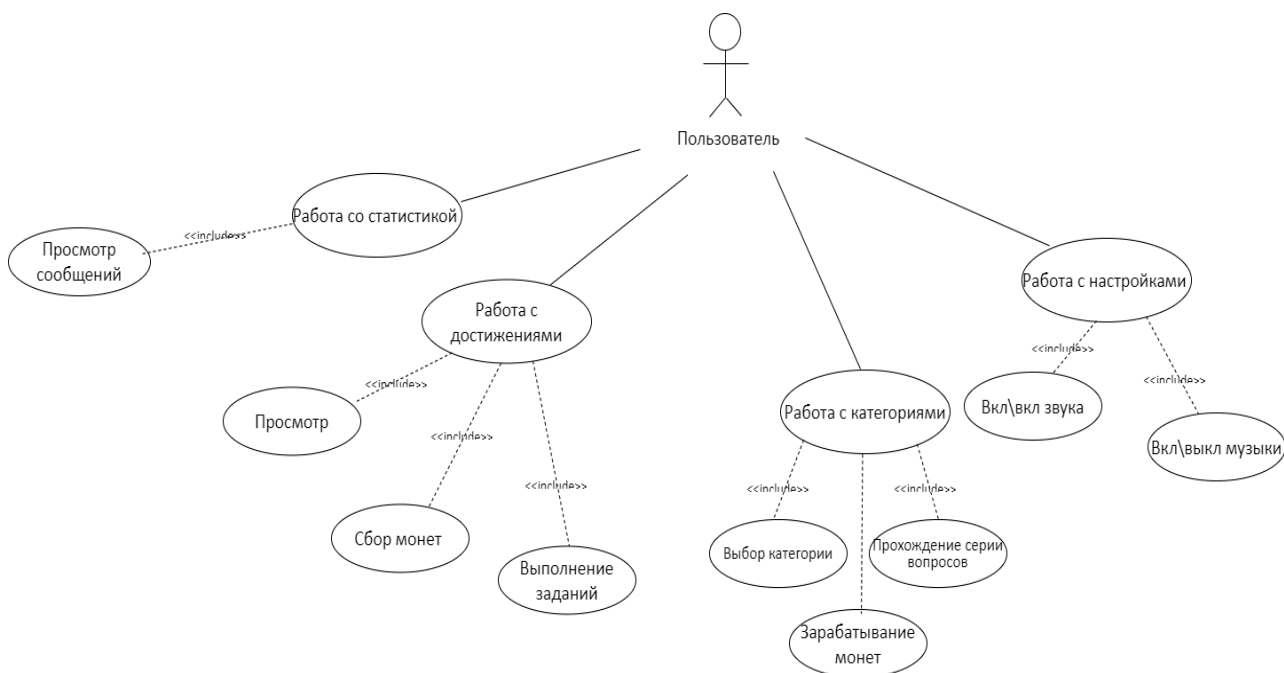 Пользователь
Работа со статистикой
<<include>>
Просмотр
сообщений
Работа с
достижениями
<<include>>
Просмотр
<<include>>
Сбор монет
<<include>>
Выполнение
заданий
Работа с категориями
<<include>>
Выбор категории
<<include>>
Прохождение серии
вопросов
Зарабатывание
монет
Работа с настройками
<<include>>
Вкл\вкл звука
<<include>>
Вкл\выкл музыки